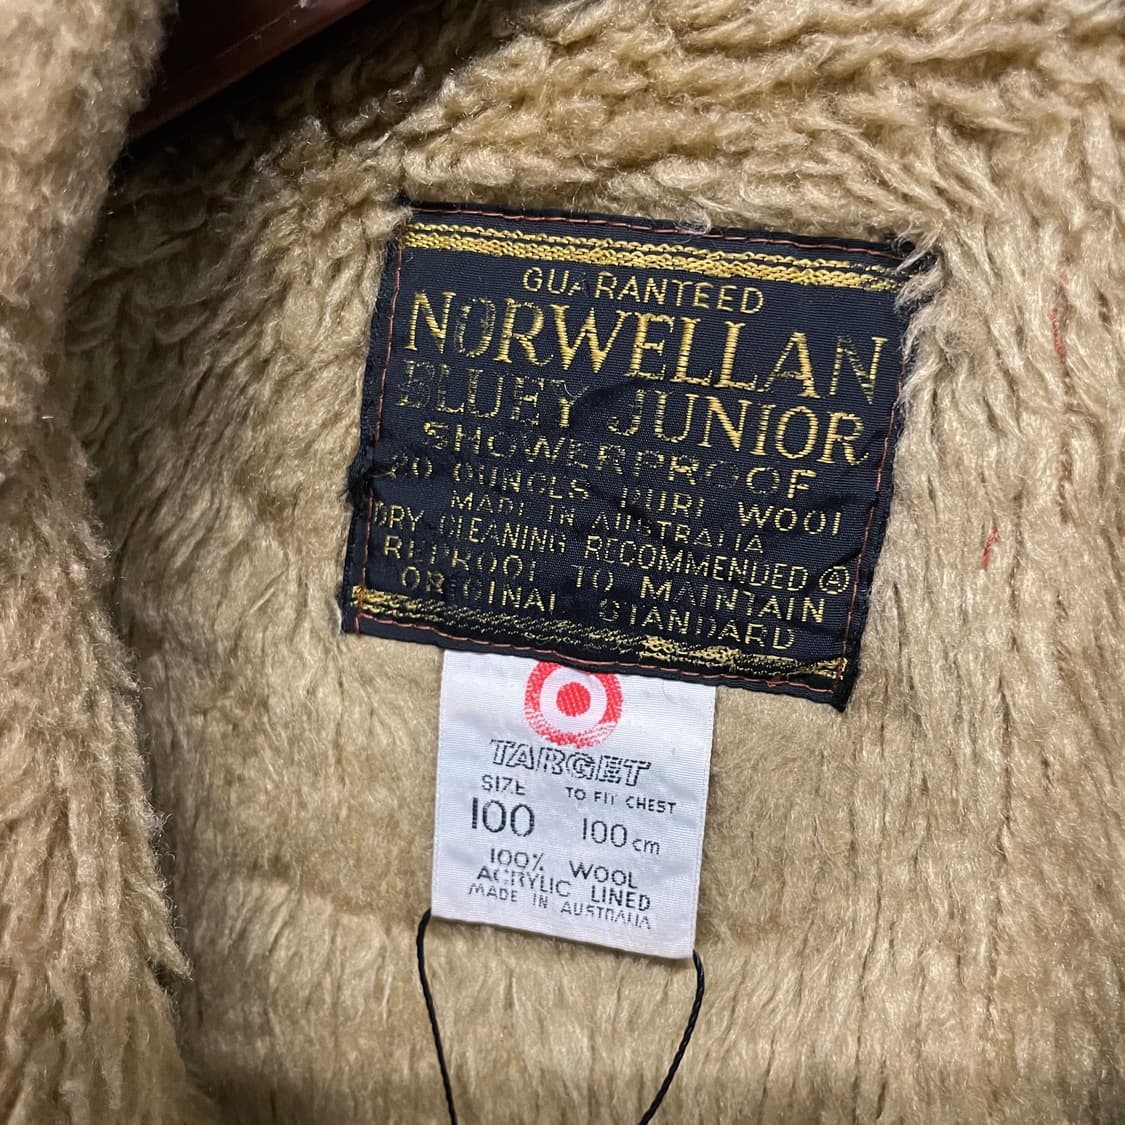 GUARANTEED
NORWELLAN
BLUEY JUNIOR
SHOWERPROOF
20 OUNCES PURE WOOL
MADE IN AUSTRALIA
DRY CLEANING RECOMMENDED Ⓐ
REPROOF TO MAINTAIN
ORIGINAL STANDARD
TARGET
SIZE TO FIT CHEST
100 100cm
100% WOOL
ACRYLIC LINED
MADE IN AUSTRALIA